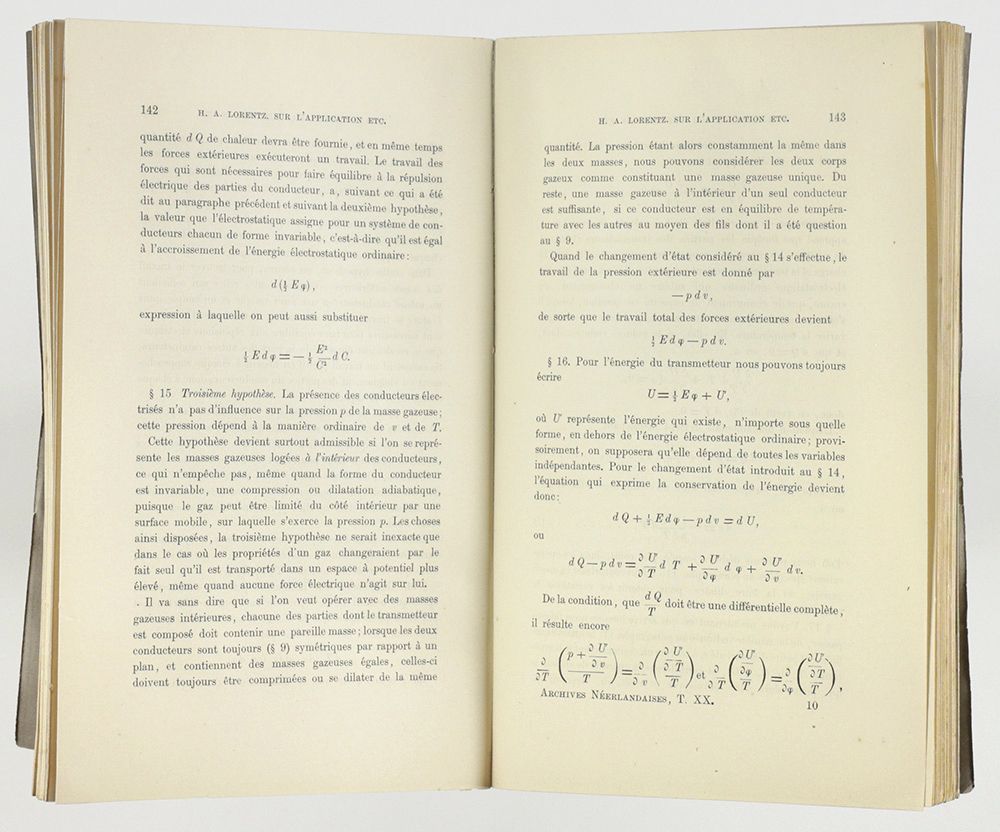 142
H. A. LORENTZ. SUR L'APPLICATION ETC.
quantité d Q de chaleur devra être fournie, et en même temps
les forces extérieures exécuteront un travail. Le travail des
forces qui sont nécessaires pour faire équilibre à la répulsion
électrique des parties du conducteur, a, suivant ce qui a été
dit au paragraphe précédent et suivant la deuxième hypothèse,
la valeur que l'électrostatique assigne pour un système de con-
ducteurs chacun de forme invariable, c'est-à-dire qu'il est égal
à l'accroissement de l'énergie électrostatique ordinaire:
d (½ E φ),
expression à laquelle on peut aussi substituer
½ E d φ = — ½ E²/C² d C.
§ 15 Troisième hypothèse. La présence des conducteurs élec-
trisés n'a pas d'influence sur la pression p de la masse gazeuse;
cette pression dépend à la manière ordinaire de v et de T.
Cette hypothèse devient surtout admissible si l'on se repré-
sente les masses gazeuses logées à l'intérieur des conducteurs,
ce qui n'empêche pas, même quand la forme du conducteur
est invariable, une compression ou dilatation adiabatique,
puisque le gaz peut être limité du côté intérieur par une
surface mobile, sur laquelle s'exerce la pression p. Les choses
ainsi disposées, la troisième hypothèse ne serait inexacte que
dans le cas où les propriétés d'un gaz changeraient par le
fait seul qu'il est transporté dans un espace à potentiel plus
élevé, même quand aucune force électrique n'agit sur lui.
. Il va sans dire que si l'on veut opérer avec des masses
gazeuses intérieures, chacune des parties dont le transmetteur
est composé doit contenir une pareille masse; lorsque les deux
conducteurs sont toujours (§ 9) symétriques par rapport à un
plan, et contiennent des masses gazeuses égales, celles-ci
doivent toujours être comprimées ou se dilater de la même
H. A. LORENTZ. SUR L'APPLICATION ETC.
143
quantité. La pression étant alors constamment la même dans
les deux masses, nous pouvons considérer les deux corps
gazeux comme constituant une masse gazeuse unique. Du
reste, une masse gazeuse à l'intérieur d'un seul conducteur
est suffisante, si ce conducteur est en équilibre de tempéra-
ture avec les autres au moyen des fils dont il a été question
au § 9.
Quand le changement d'état considéré au § 14 s'effectue, le
travail de la pression extérieure est donné par
— p d v,
de sorte que le travail total des forces extérieures devient
½ E d φ — p d v.
§ 16. Pour l'énergie du transmetteur nous pouvons toujours
écrire
U = ½ E φ + U',
où U' représente l'énergie qui existe, n'importe sous quelle
forme, en dehors de l'énergie électrostatique ordinaire; provi-
soirement, on supposera qu'elle dépend de toutes les variables
indépendantes. Pour le changement d'état introduit au § 14,
l'équation qui exprime la conservation de l'énergie devient
donc:
d Q + ½ E d φ — p d v = d U,
ou
d Q — p d v = ∂ U'/∂ T d T + ∂ U'/∂ φ d φ + ∂ U'/∂ v d v.
De la condition, que d Q/T doit être une différentielle complète,
il résulte encore
∂/∂T ((p + ∂ U'/∂ v)/T) = ∂/∂ v ((∂ U'/∂ T)/T) et ∂/∂ T ((∂ U'/∂φ)/T) = ∂/∂φ ((∂ U'/∂T)/T),
ARCHIVES NÉERLANDAISES, T. XX.
10